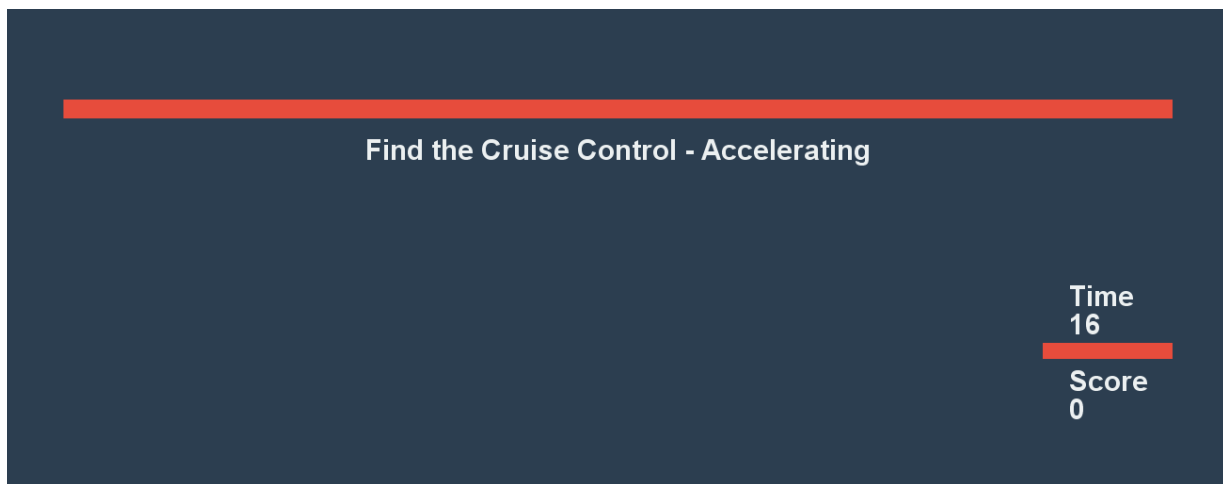 Find the Cruise Control - Accelerating
Time
16
Score
0